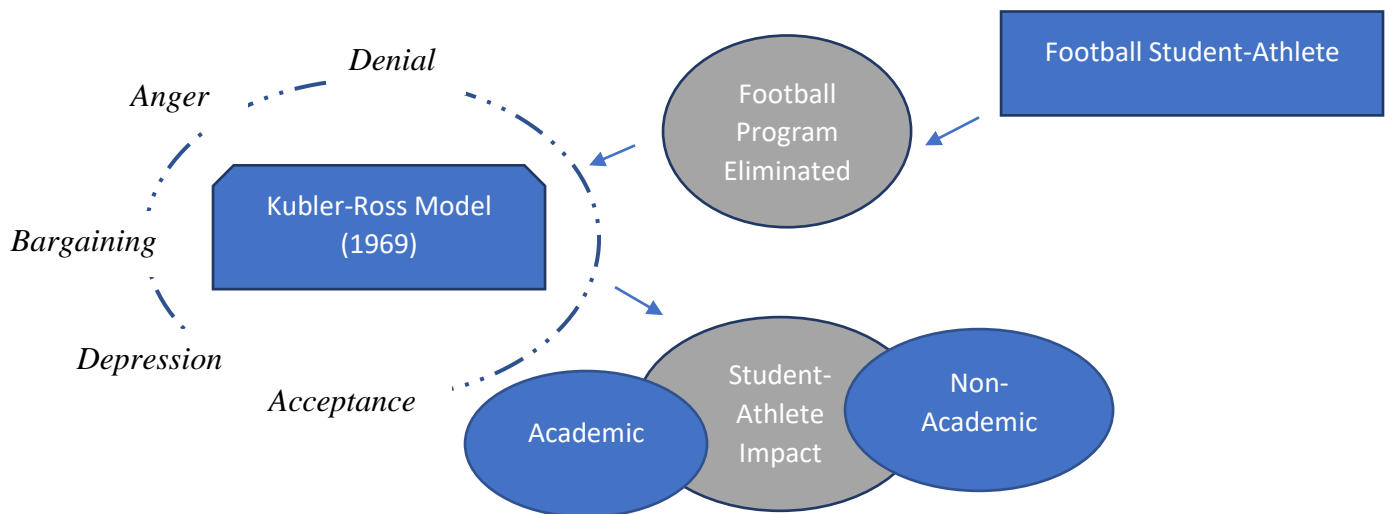 Football Student-Athlete
Football
Program
Eliminated
Denial
Anger
Bargaining
Depression
Acceptance
Kubler-Ross Model
(1969)
Student-
Athlete
Impact
Academic
Non-
Academic